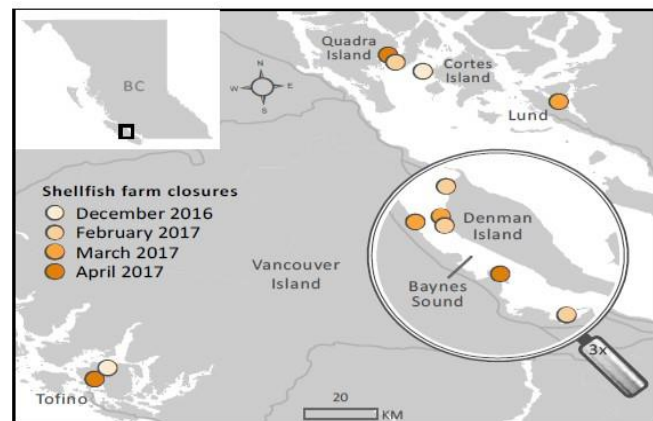 BC
N
W
E
S
Quadra
Island
Cortes
Island
Lund
Shellfish farm closures
December 2016
February 2017
March 2017
April 2017
Denman
Island
Vancouver
Island
Baynes
Sound
3x
Tofino
20
KM